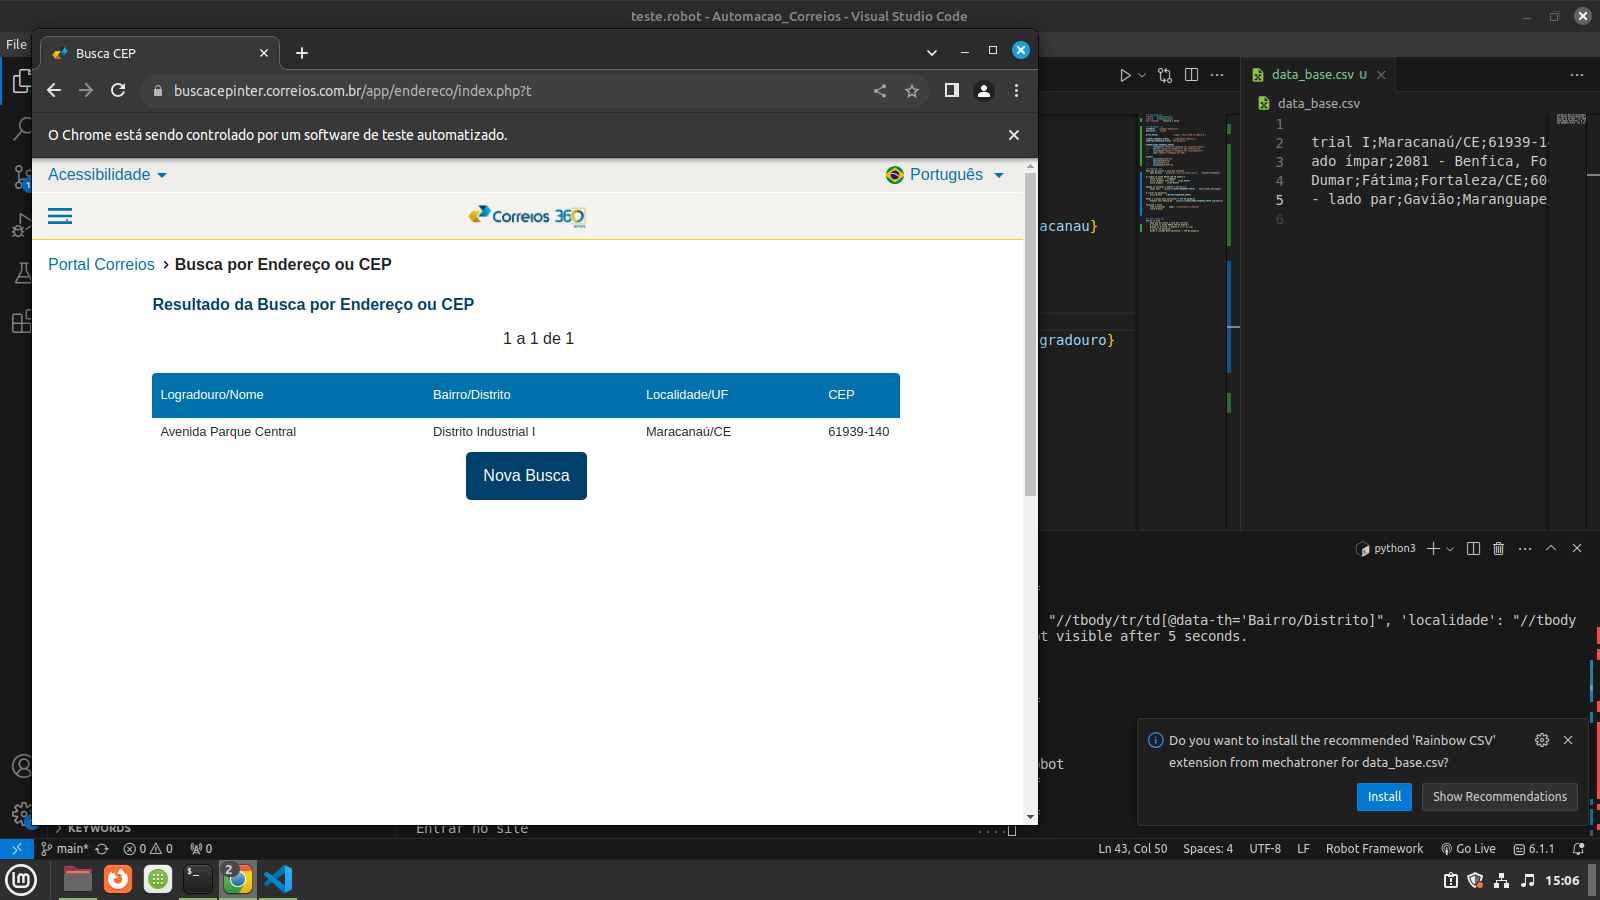 teste.robot - Automacao_Correios - Visual Studio Code
File
Busca CEP
buscacepinter.correios.com.br/app/endereco/index.php?t
O Chrome está sendo controlado por um software de teste automatizado.
Acessibilidade
Português
Correios 360
anos
Portal Correios > Busca por Endereço ou CEP
Resultado da Busca por Endereço ou CEP
1 a 1 de 1
Logradouro/Nome Bairro/Distrito Localidade/UF CEP
Avenida Parque Central Distrito Industrial I Maracanaú/CE 61939-140
Nova Busca
acanau}
gradouro}
data_base.csv U
data_base.csv
1
2 trial I;Maracanaú/CE;61939-14
3 ado ímpar;2081 - Benfica, Fo
4 Dumar;Fátima;Fortaleza/CE;60
5 - lado par;Gavião;Maranguape
6
python3
"//tbody/tr/td[@data-th='Bairro/Distrito]", 'localidade': "//tbody
t visible after 5 seconds.
obot
Do you want to install the recommended 'Rainbow CSV'
extension from mechatroner for data_base.csv?
Install
Show Recommendations
KEYWORDS
Entrar no site
....
main*
0 0
0
Ln 43, Col 50
Spaces: 4
UTF-8
LF
Robot Framework
Go Live
6.1.1
2
15:06